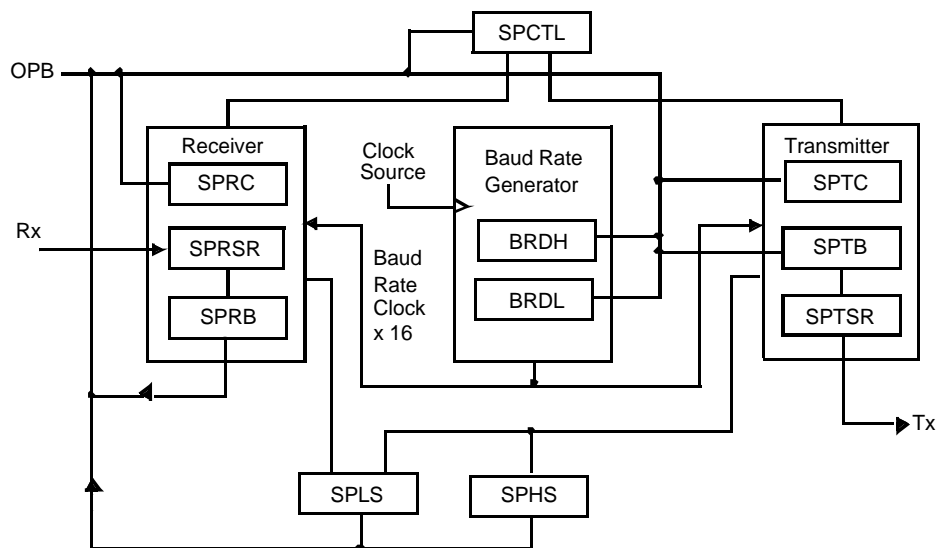 SPCTL
OPB
Receiver
SPRC
Rx
SPRSR
SPRB
Clock
Source
Baud
Rate
Clock
x 16
Baud Rate
Generator
BRDH
BRDL
Transmitter
SPTC
SPTB
SPTSR
Tx
SPLS
SPHS